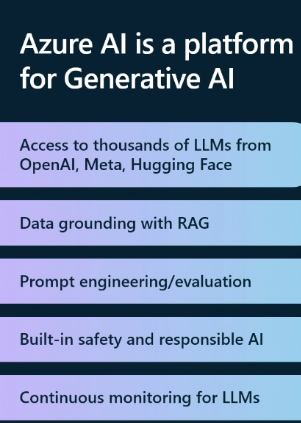 Azure AI is a platform
for Generative AI
Access to thousands of LLMs from
OpenAI, Meta, Hugging Face
Data grounding with RAG
Prompt engineering/evaluation
Built-in safety and responsible AI
Continuous monitoring for LLMs